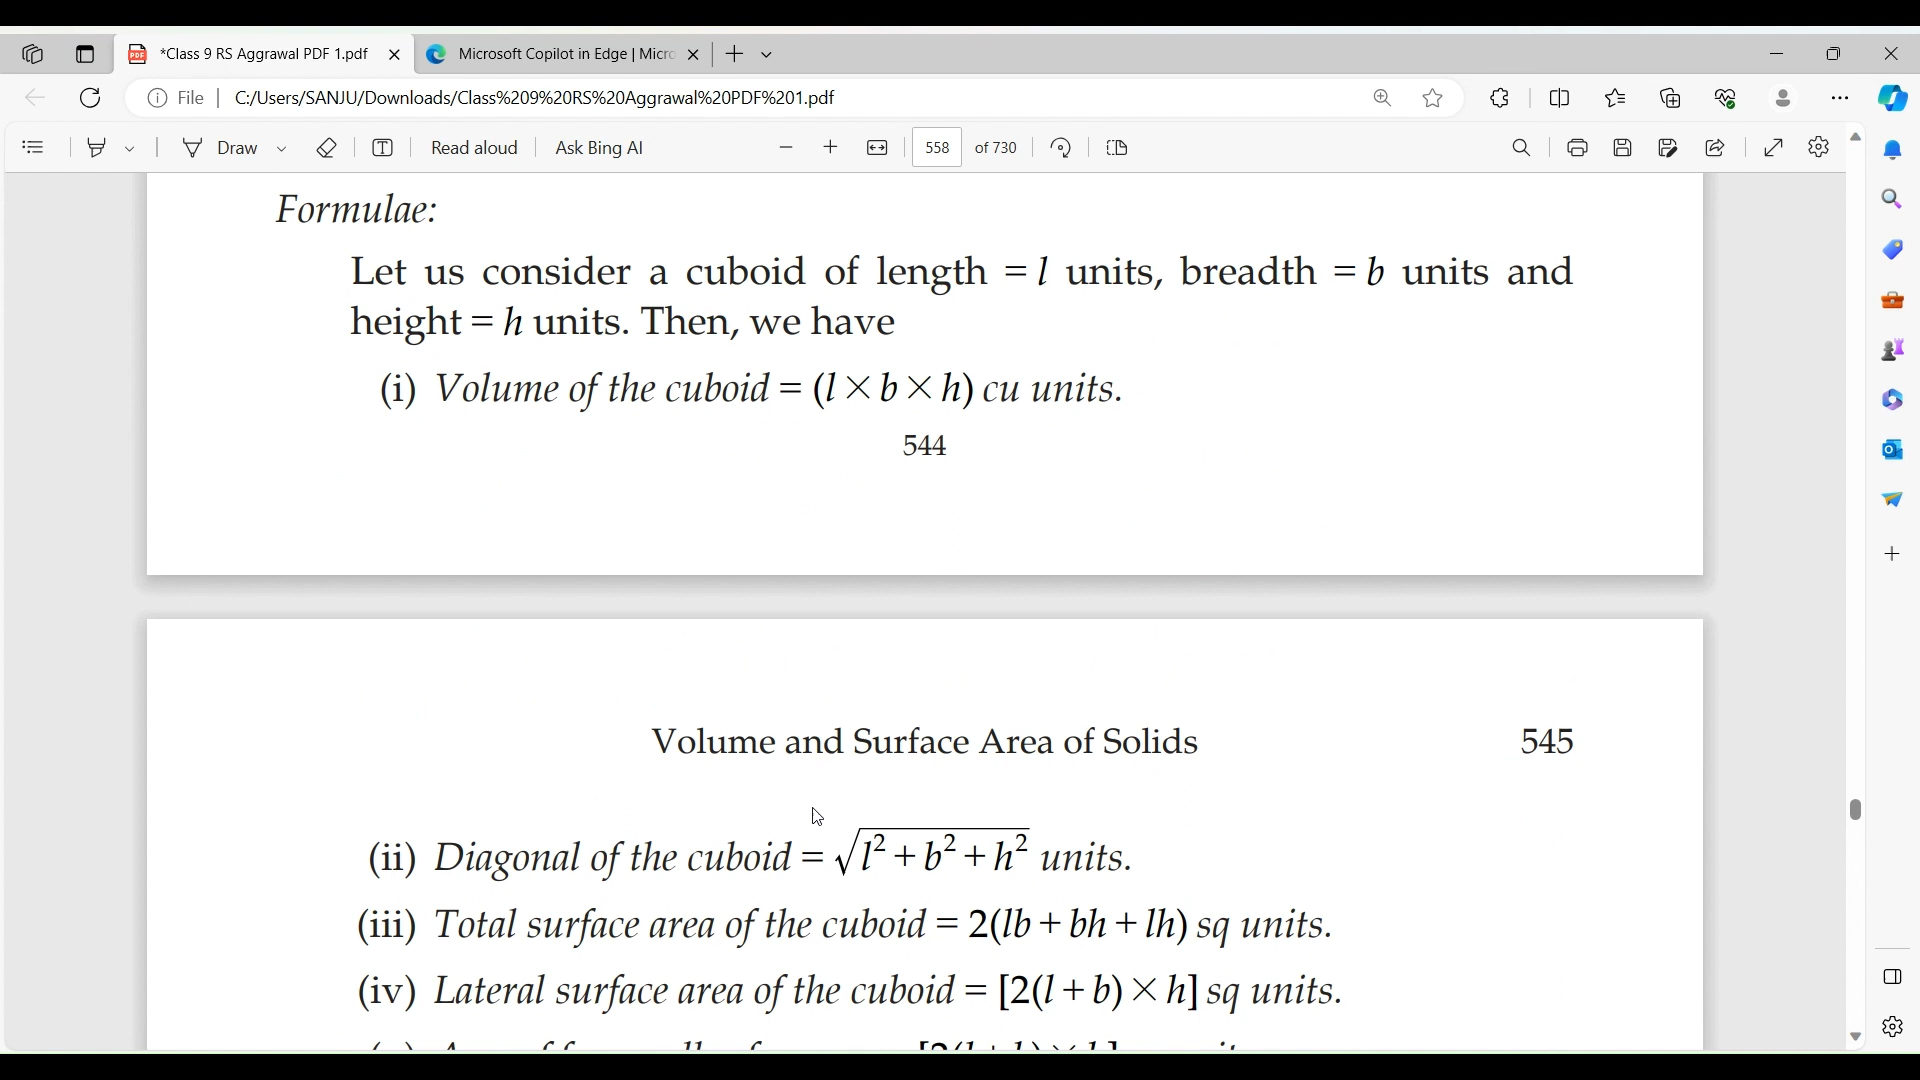 *Class 9 RS Aggrawal PDF 1.pdf
Microsoft Copilot in Edge | Micro
File | C:/Users/SANJU/Downloads/Class%209%20RS%20Aggrawal%20PDF%201.pdf
Draw Read aloud Ask Bing AI 558 of 730
Formulae:
Let us consider a cuboid of length = l units, breadth = b units and
height = h units. Then, we have
(i) Volume of the cuboid = (l × b × h) cu units.
544
Volume and Surface Area of Solids 545
(ii) Diagonal of the cuboid = √(l² + b² + h²) units.
(iii) Total surface area of the cuboid = 2(lb + bh + lh) sq units.
(iv) Lateral surface area of the cuboid = [2(l + b) × h] sq units.